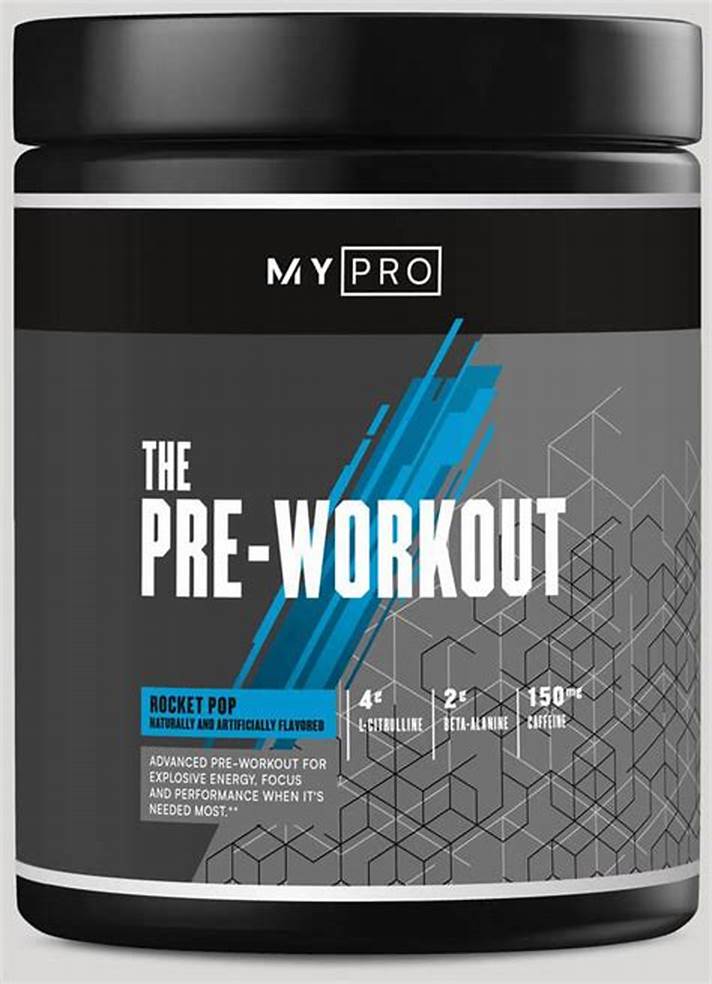 MYPRO
THE
PRE-WORKOUT
ROCKET POP
NATURALLY AND ARTIFICIALLY FLAVORED
ADVANCED PRE-WORKOUT FOR
EXPLOSIVE ENERGY, FOCUS
AND PERFORMANCE WHEN IT'S
NEEDED MOST.**
4g
L-CITRULLINE
2g
BETA-ALANINE
150mg
CAFFEINE